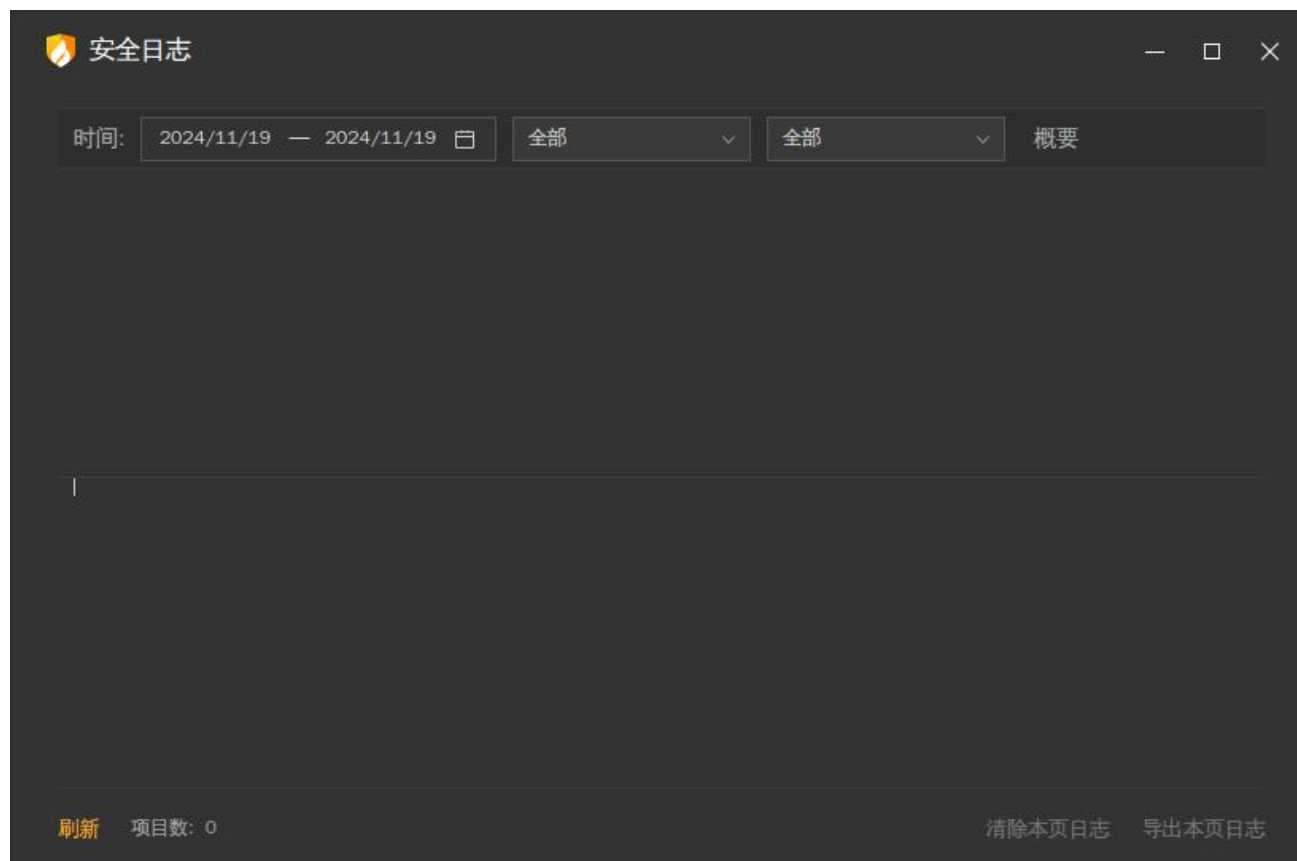 安全日志
时间: 2024/11/19 — 2024/11/19 全部 全部 概要
刷新 项目数: 0 清除本页日志 导出本页日志